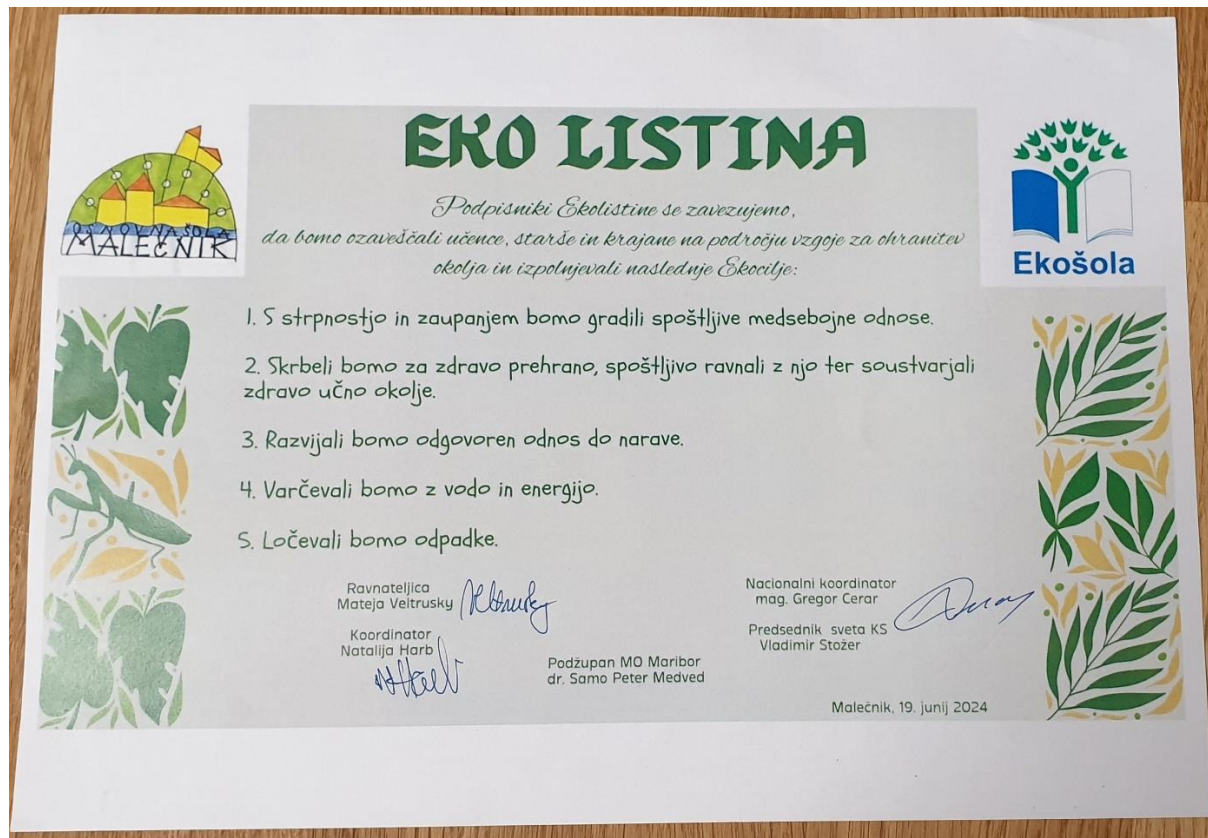 EKO LISTINA
OSNOVNA ŠOLA
MALEČNIK
Podpisniki Ekolistine se zavezujemo,
da bomo ozaveščali učence, starše in krajane na področju vzgoje za ohranitev
okolja in izpolnjevali naslednje Ekocilje:
Ekošola
1. S strpnostjo in zaupanjem bomo gradili spoštljive medsebojne odnose.
2. Skrbeli bomo za zdravo prehrano, spoštljivo ravnali z njo ter soustvarjali
zdravo učno okolje.
3. Razvijali bomo odgovoren odnos do narave.
4. Varčevali bomo z vodo in energijo.
5. Ločevali bomo odpadke.
Ravnateljica
Mateja Veitrusky
Koordinator
Natalija Harb
Podžupan MO Maribor
dr. Samo Peter Medved
Nacionalni koordinator
mag. Gregor Cerar
Predsednik sveta KS
Vladimir Stožer
Malečnik, 19. junij 2024